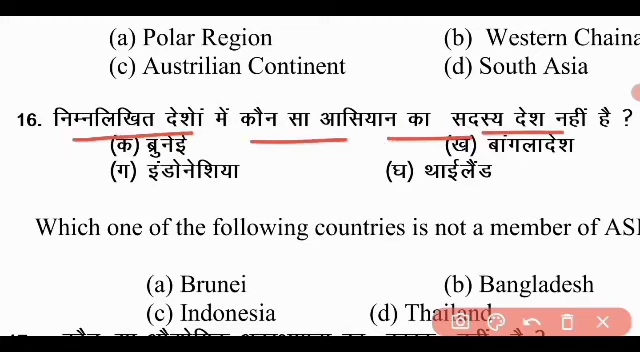 (a) Polar Region (b) Western Chaina
(c) Austrilian Continent (d) South Asia
16. निम्नलिखित देशों में कौन सा आसियान का सदस्य देश नहीं है ?
(क) ब्रुनेई (ख) बांगलादेश
(ग) इंडोनेशिया (घ) थाईलैंड
Which one of the following countries is not a member of AS
(a) Brunei (b) Bangladesh
(c) Indonesia (d) Thailand